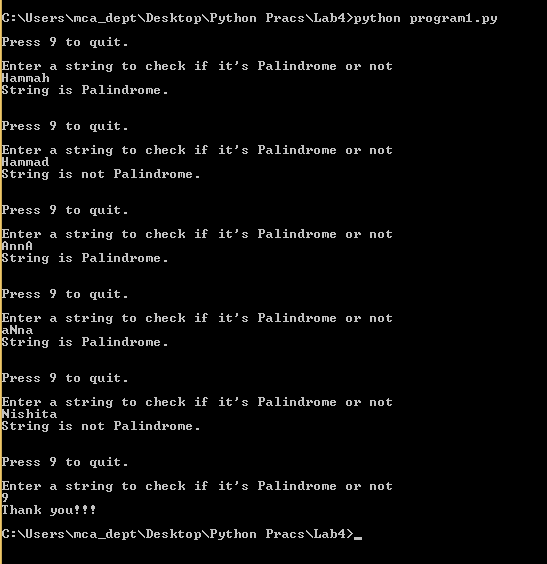 C:\Users\mca_dept\Desktop\Python Pracs\Lab4>python program1.py
Press 9 to quit.
Enter a string to check if it's Palindrome or not
Hammah
String is Palindrome.
Press 9 to quit.
Enter a string to check if it's Palindrome or not
Hammad
String is not Palindrome.
Press 9 to quit.
Enter a string to check if it's Palindrome or not
AnnA
String is Palindrome.
Press 9 to quit.
Enter a string to check if it's Palindrome or not
aNna
String is Palindrome.
Press 9 to quit.
Enter a string to check if it's Palindrome or not
Nishita
String is not Palindrome.
Press 9 to quit.
Enter a string to check if it's Palindrome or not
9
Thank you!!!
C:\Users\mca_dept\Desktop\Python Pracs\Lab4>_